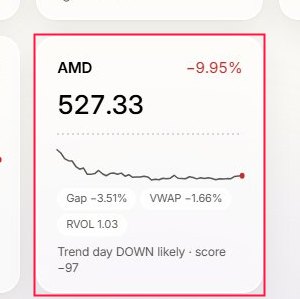 AMD −9.95%
527.33
Gap −3.51% VWAP −1.66%
RVOL 1.03
Trend day DOWN likely · score
−97